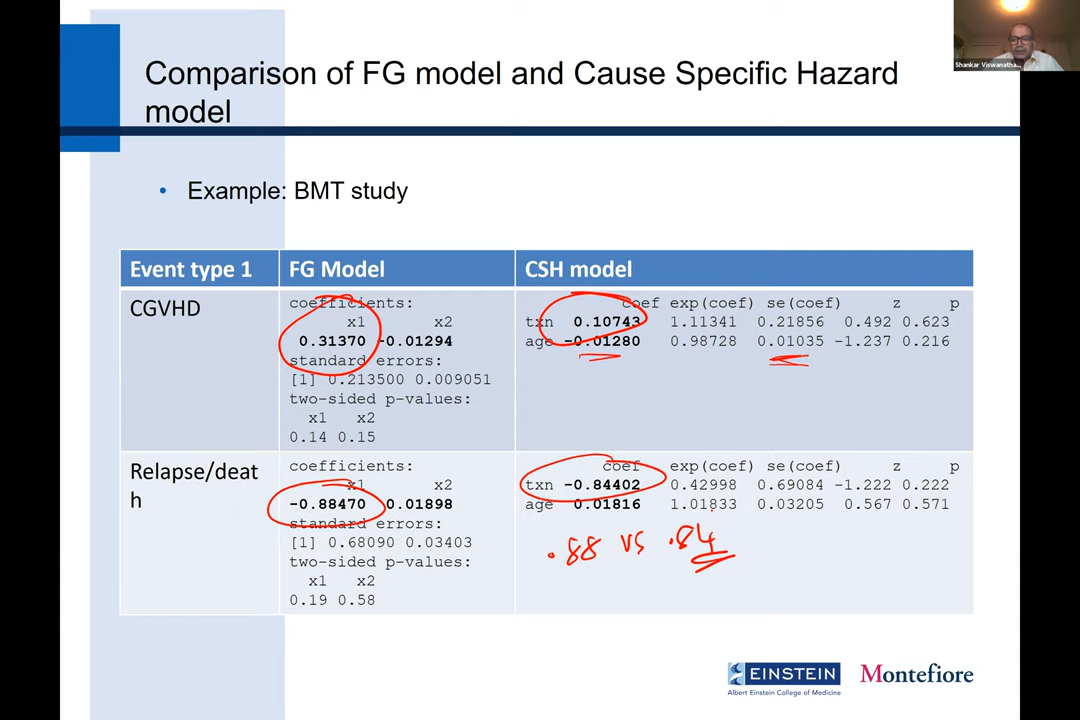 Shankar Viswanatha...
Comparison of FG model and Cause Specific Hazard
model
• Example: BMT study
Event type 1 FG Model CSH model
CGVHD
coefficients:
x1 x2
0.31370 -0.01294
standard errors:
[1] 0.213500 0.009051
two-sided p-values:
x1 x2
0.14 0.15
coef exp(coef) se(coef) z p
txn 0.10743 1.11341 0.21856 0.492 0.623
age -0.01280 0.98728 0.01035 -1.237 0.216
Relapse/deat
h
coefficients:
x1 x2
-0.88470 0.01898
standard errors:
[1] 0.68090 0.03403
two-sided p-values:
x1 x2
0.19 0.58
coef exp(coef) se(coef) z p
txn -0.84402 0.42998 0.69084 -1.222 0.222
age 0.01816 1.01833 0.03205 0.567 0.571
.88 vs .84
EINSTEIN
Albert Einstein College of Medicine
Montefiore